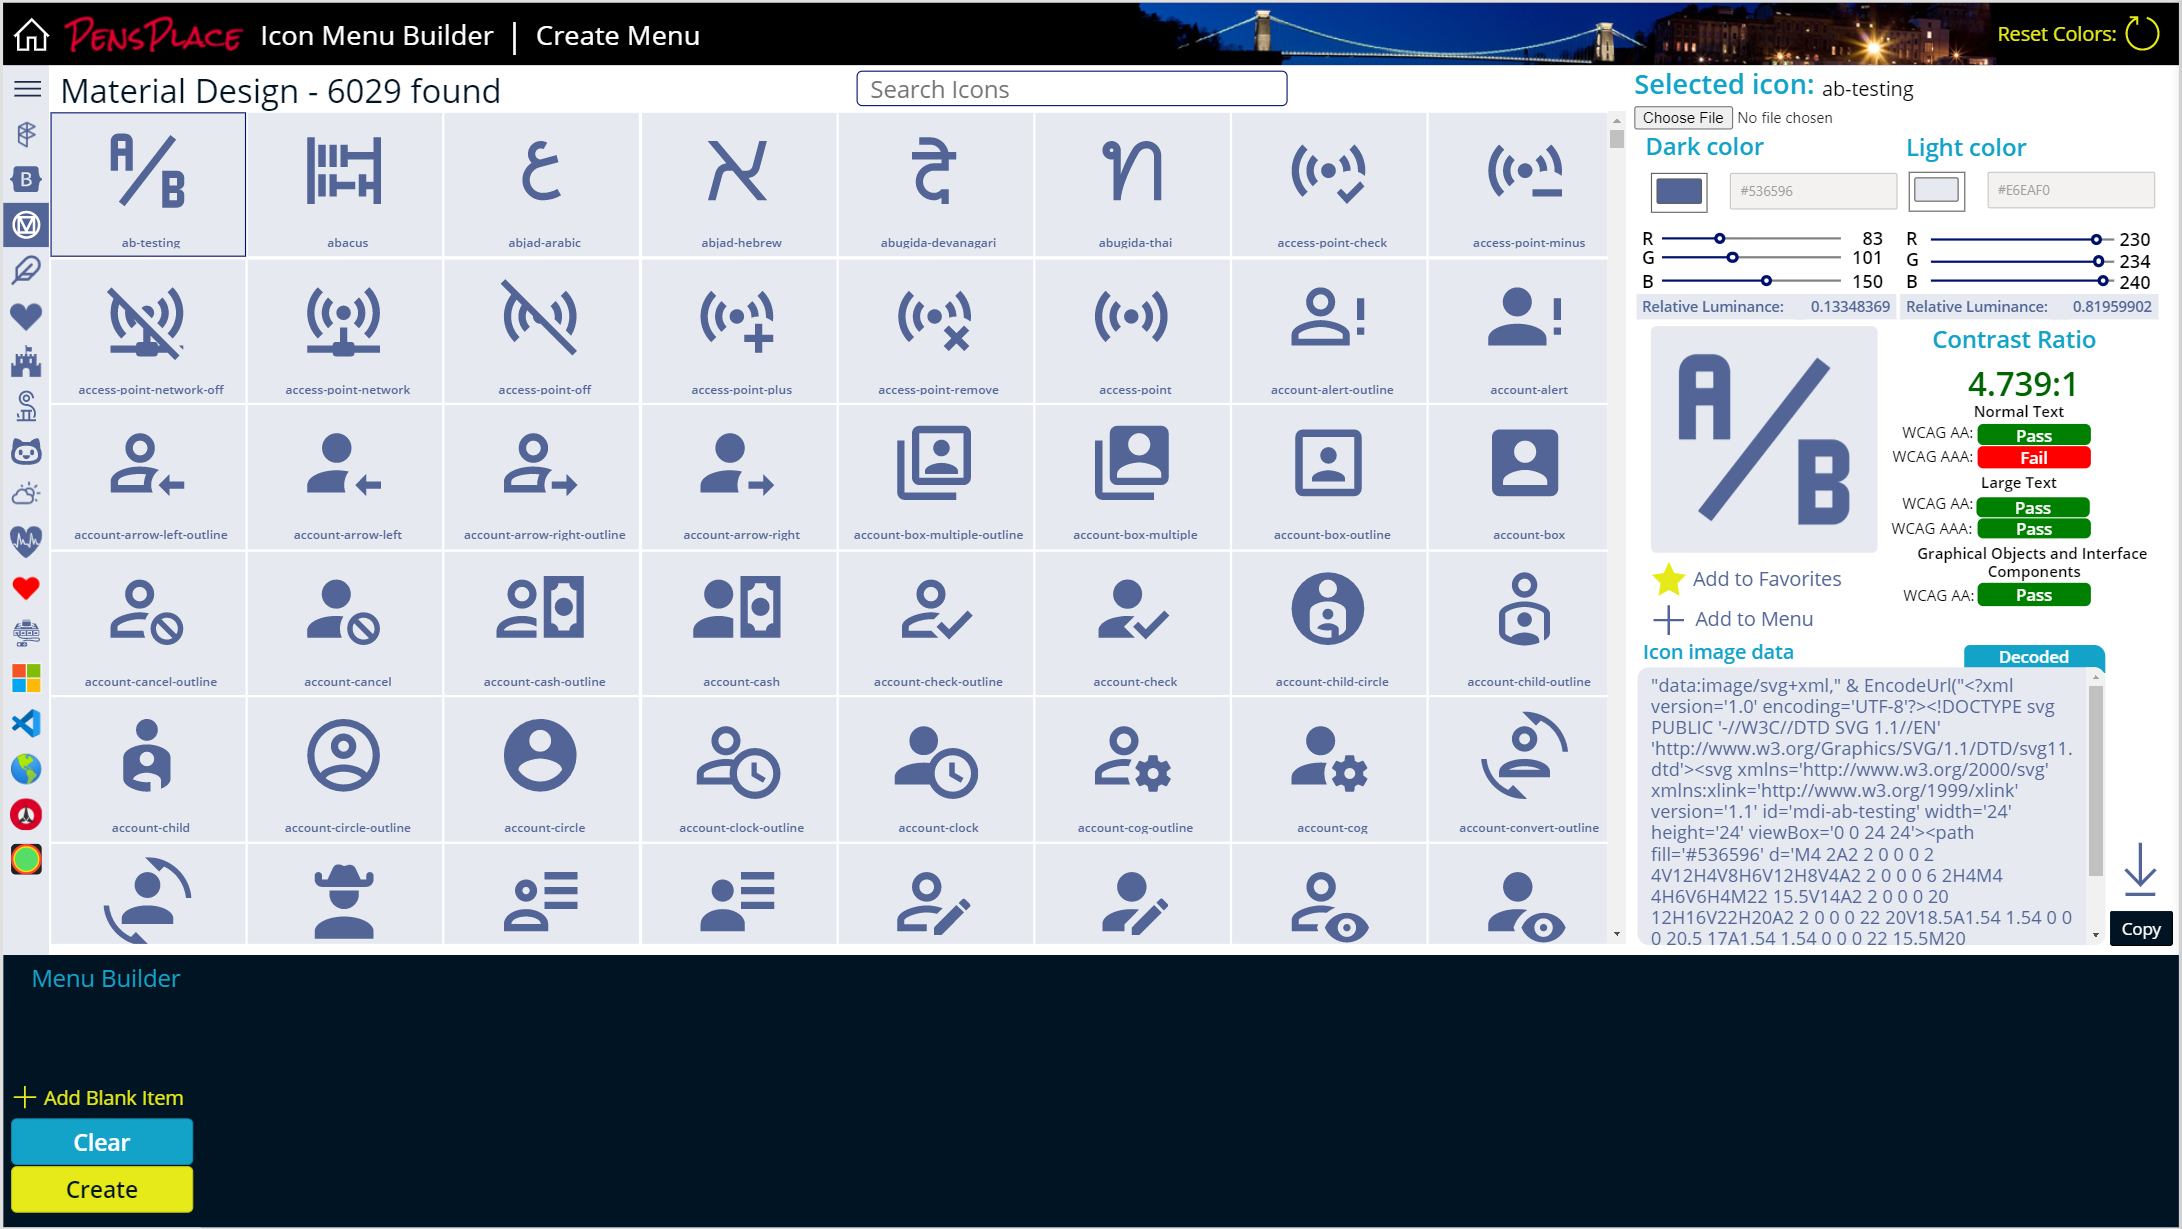 PensPlace
Icon Menu Builder | Create Menu
Reset Colors:
Material Design - 6029 found
Search Icons
ab-testing
abacus
abjad-arabic
abjad-hebrew
abugida-devanagari
abugida-thai
access-point-check
access-point-minus
access-point-network-off
access-point-network
access-point-off
access-point-plus
access-point-remove
access-point
account-alert-outline
account-alert
account-arrow-left-outline
account-arrow-left
account-arrow-right-outline
account-arrow-right
account-box-multiple-outline
account-box-multiple
account-box-outline
account-box
account-cancel-outline
account-cancel
account-cash-outline
account-cash
account-check-outline
account-check
account-child-circle
account-child-outline
account-child
account-circle-outline
account-circle
account-clock-outline
account-clock
account-cog-outline
account-cog
account-convert-outline
Selected icon: ab-testing
Choose File No file chosen
Dark color
#536596
R 83
G 101
B 150
Relative Luminance: 0.13348369
Light color
#E6EAF0
R 230
G 234
B 240
Relative Luminance: 0.81959902
A/B
Contrast Ratio
4.739:1
Normal Text
WCAG AA: Pass
WCAG AAA: Fail
Large Text
WCAG AA: Pass
WCAG AAA: Pass
Graphical Objects and Interface
Components
WCAG AA: Pass
Add to Favorites
Add to Menu
Icon image data
Decoded
"data:image/svg+xml," & EncodeUrl("<?xml
version='1.0' encoding='UTF-8'?><!DOCTYPE svg
PUBLIC '-//W3C//DTD SVG 1.1//EN'
'http://www.w3.org/Graphics/SVG/1.1/DTD/svg11.
dtd'><svg xmlns='http://www.w3.org/2000/svg'
xmlns:xlink='http://www.w3.org/1999/xlink'
version='1.1' id='mdi-ab-testing' width='24'
height='24' viewBox='0 0 24 24'><path
fill='#536596' d='M4 2A2 2 0 0 0 2
4V12H4V8H6V12H8V4A2 2 0 0 0 6 2H4M4
4H6V6H4M22 15.5V14A2 2 0 0 0 20
12H16V22H20A2 2 0 0 0 22 20V18.5A1.54 1.54 0 0
0 20.5 17A1.54 1.54 0 0 0 22 15.5M20
Copy
Menu Builder
Add Blank Item
Clear
Create